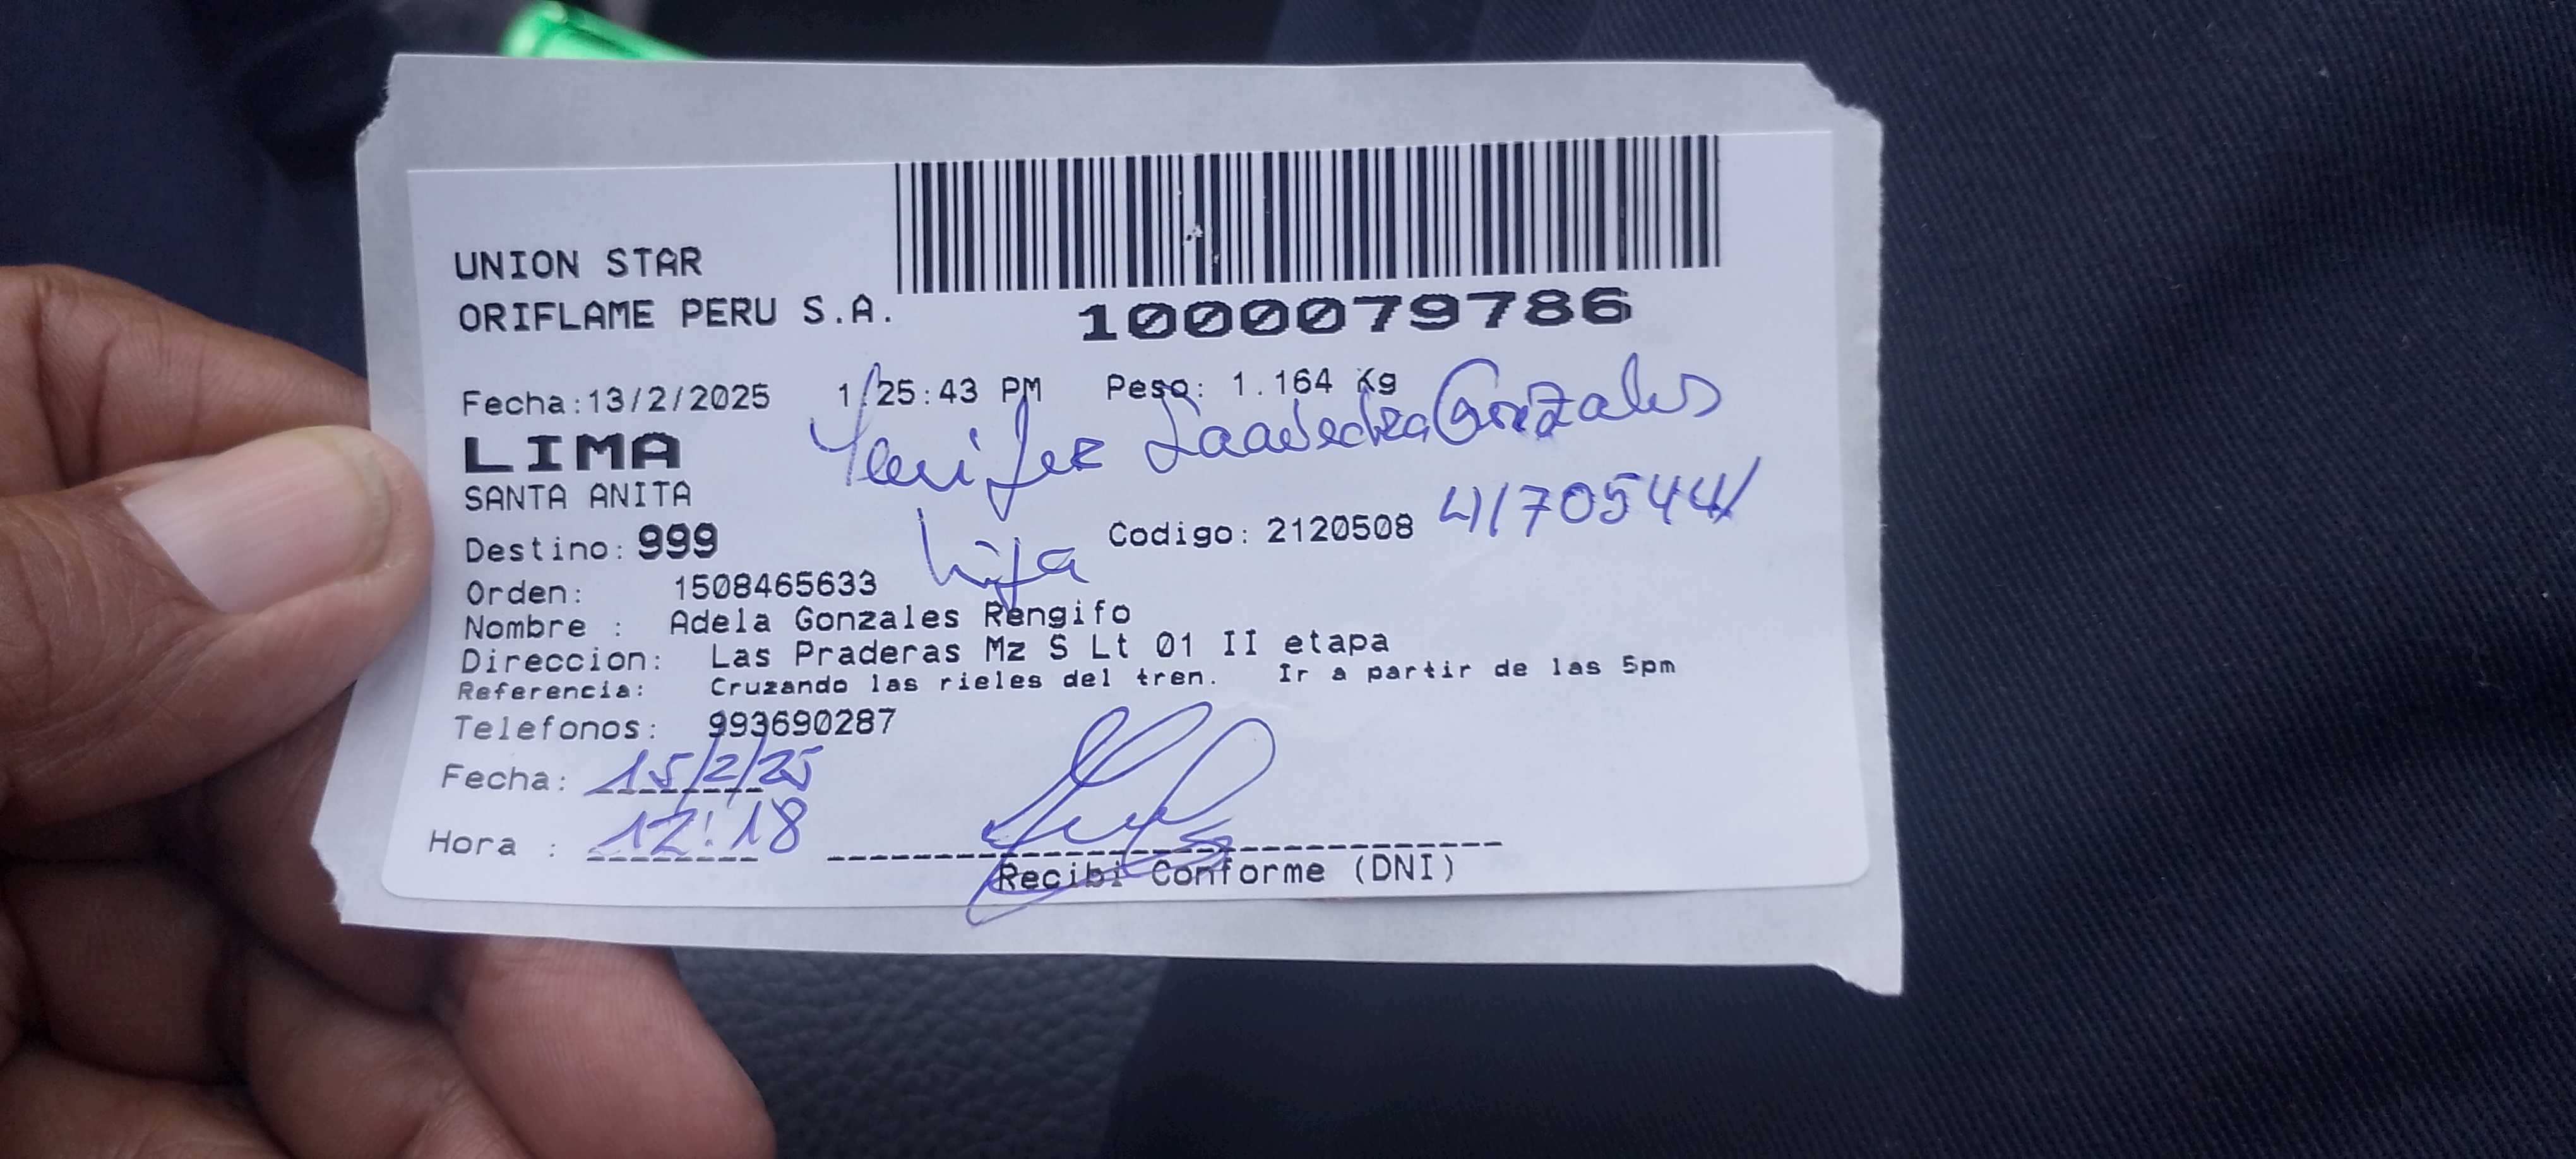 UNION STAR
ORIFLAME PERU S.A.
1000079786
Fecha:13/2/2025 1:25:43 PM Peso: 1.164 Kg
LIMA
Gonzales
SANTA ANITA
Destino: 999
hija
Codigo: 2120508
Orden: 1508465633
Nombre : Adela Gonzales Rengifo
Direccion: Las Praderas Mz S Lt 01 II etapa
Referencia: Cruzando las rieles del tren. Ir a partir de las 5pm
Telefonos: 993690287
Fecha: 15/2/25
Hora : 12:18
Recibi Conforme (DNI)